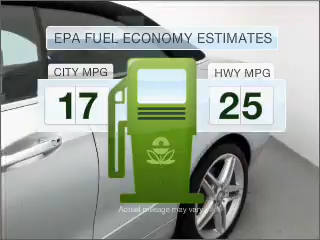 EPA FUEL ECONOMY ESTIMATES
CITY MPG
HWY MPG
17
25
Actual mileage may vary.